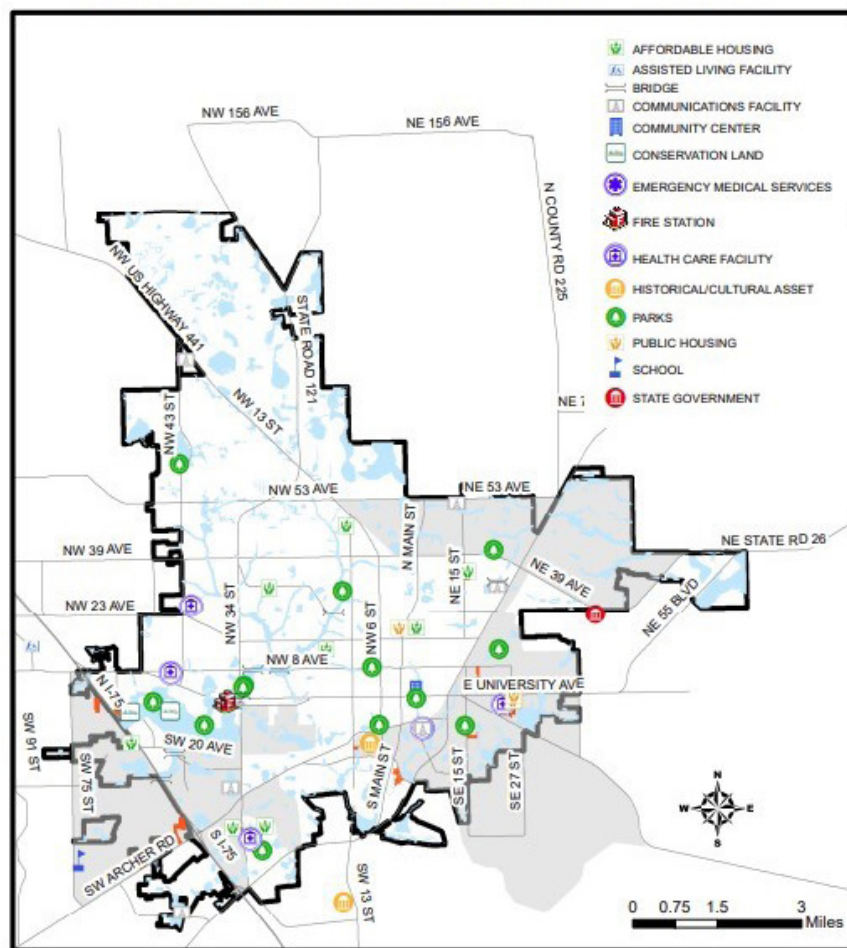 AFFORDABLE HOUSING
ASSISTED LIVING FACILITY
BRIDGE
COMMUNICATIONS FACILITY
COMMUNITY CENTER
CONSERVATION LAND
EMERGENCY MEDICAL SERVICES
FIRE STATION
HEALTH CARE FACILITY
HISTORICAL/CULTURAL ASSET
PARKS
PUBLIC HOUSING
SCHOOL
STATE GOVERNMENT
NW 156 AVE
NE 156 AVE
N COUNTY RD 225
NW US HIGHWAY 441
STATE ROAD 121
NW 13 ST
NW 43 ST
NE 7
NW 53 AVE
NE 53 AVE
N MAIN ST
NE STATE RD 26
NW 39 AVE
NE 15 ST
NE 39 AVE
NW 34 ST
NW 23 AVE
NW 6 ST
NE 55 BLVD
NW 8 AVE
N I-75
E UNIVERSITY AVE
SW 91 ST
SW 20 AVE
SW 75 ST
S MAIN ST
SE 15 ST
SE 27 ST
S I-75
SW ARCHER RD
SW 13 ST
N
W E
S
0 0.75 1.5 3
Miles